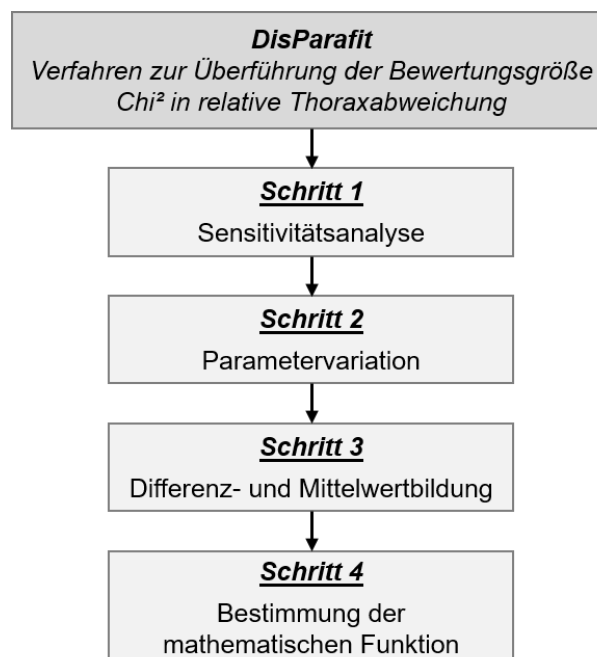 DisParafit
Verfahren zur Überführung der Bewertungsgröße
Chi² in relative Thoraxabweichung
Schritt 1
Sensitivitätsanalyse
Schritt 2
Parametervariation
Schritt 3
Differenz- und Mittelwertbildung
Schritt 4
Bestimmung der
mathematischen Funktion